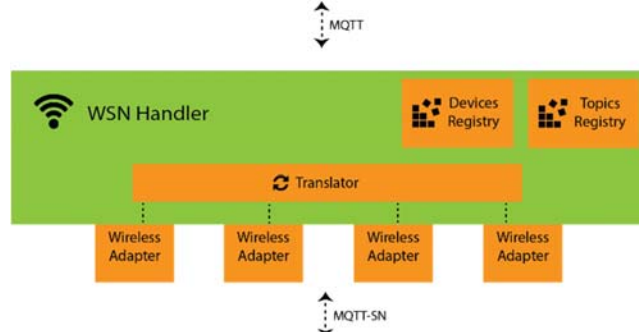 MQTT
WSN Handler
Devices
Registry
Topics
Registry
Translator
Wireless
Adapter
Wireless
Adapter
Wireless
Adapter
Wireless
Adapter
MQTT-SN